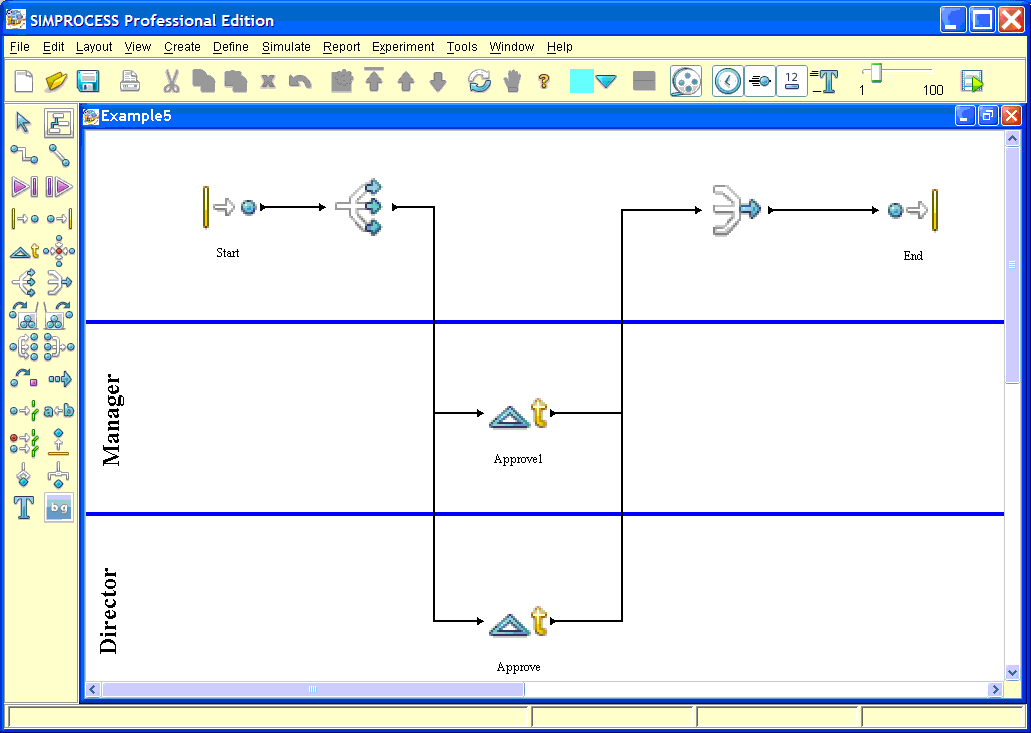 SIMPROCESS Professional Edition
File Edit Layout View Create Define Simulate Report Experiment Tools Window Help
? 12 T 1 100
Example5
Start
End
t
a b
Manager
t
Approve1
T bg
Director
t
Approve